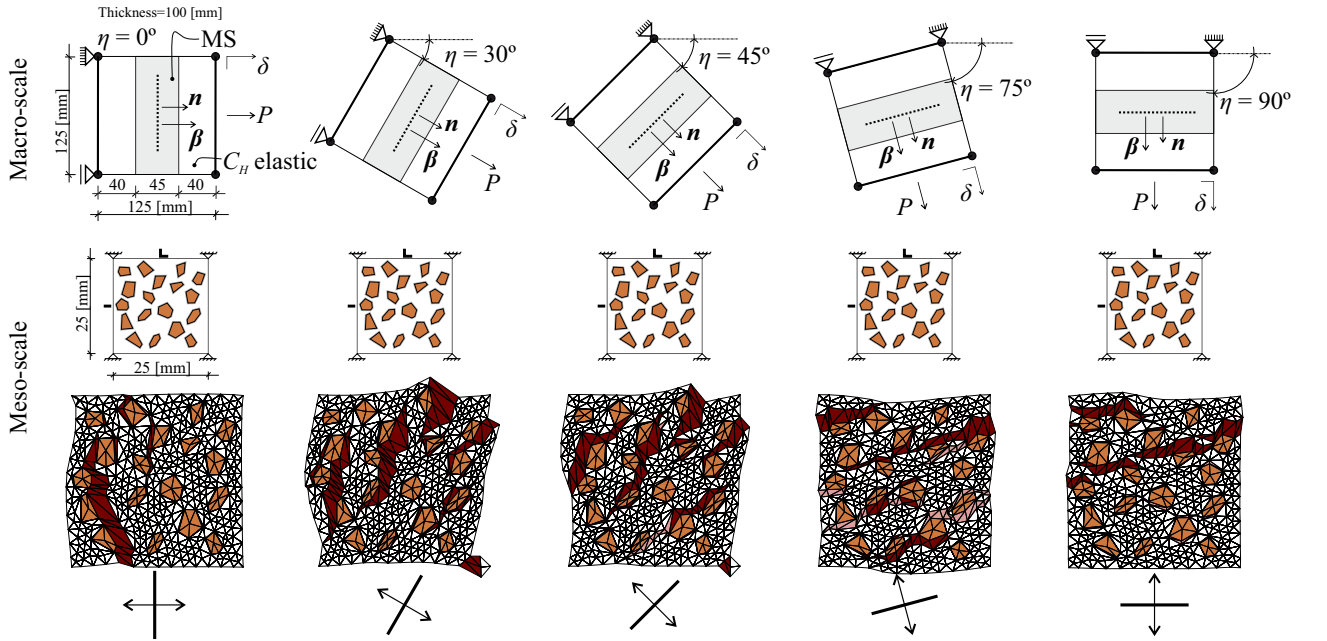 Thickness=100 [mm]
Macro-scale
η = 0º
MS
δ
n
P
β
125 [mm]
C_H elastic
40 45 40
125 [mm]
η = 30º
n
δ
β
P
η = 45º
n
δ
β
P
η = 75º
β n
P δ
η = 90º
β n
P δ
Meso-scale
25 [mm]
25 [mm]